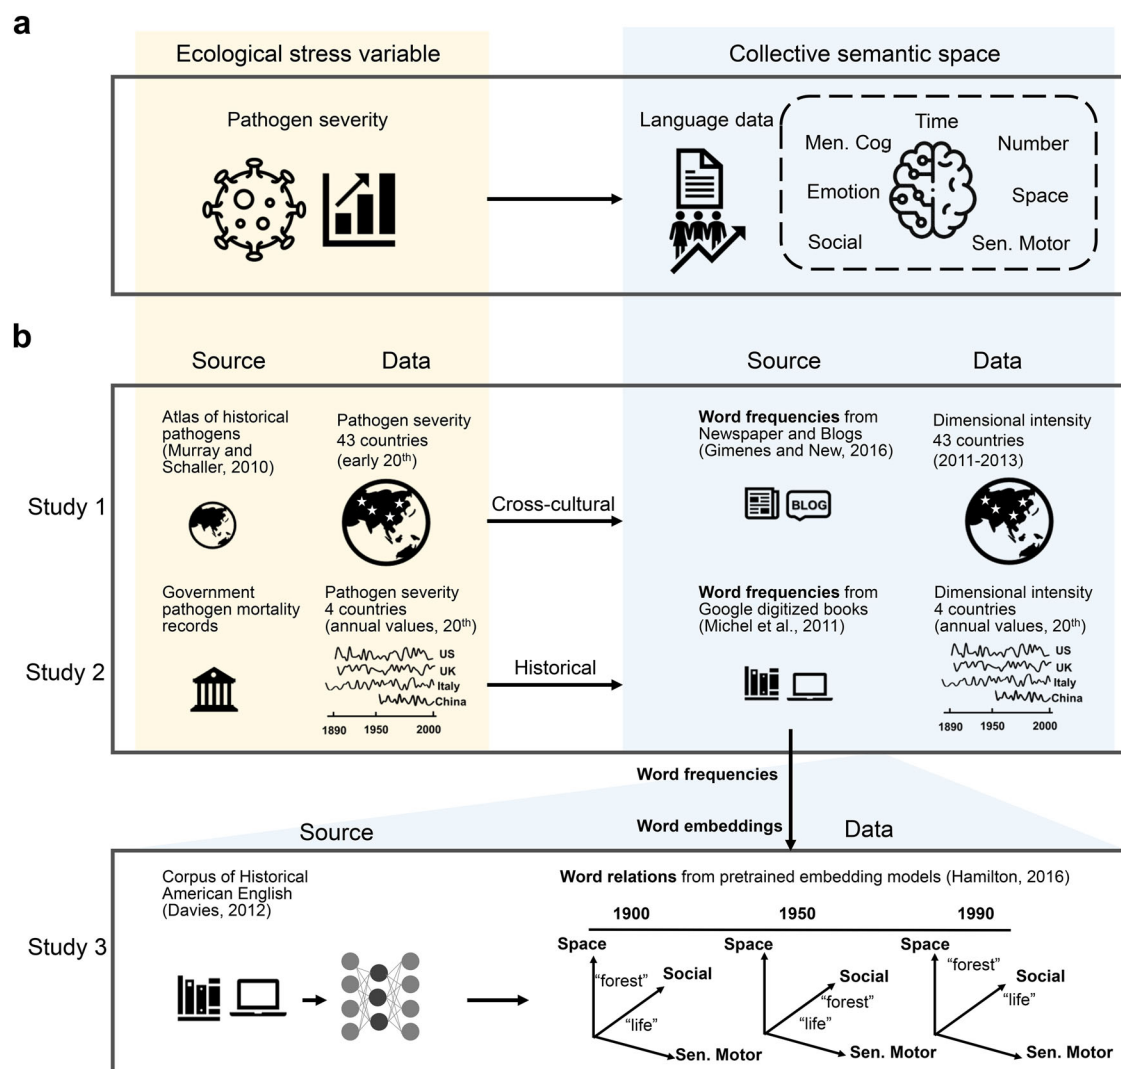 a
Ecological stress variable
Collective semantic space
Pathogen severity
Language data
Time
Men. Cog
Number
Emotion
Space
Social
Sen. Motor
b
Source
Data
Source
Data
Study 1
Atlas of historical
pathogens
(Murray and
Schaller, 2010)
Pathogen severity
43 countries
(early 20th)
Cross-cultural
Word frequencies from
Newspaper and Blogs
(Gimenes and New, 2016)
BLOG
Dimensional intensity
43 countries
(2011-2013)
Study 2
Government
pathogen mortality
records
Pathogen severity
4 countries
(annual values, 20th)
US
UK
Italy
China
1890 1950 2000
Historical
Word frequencies from
Google digitized books
(Michel et al., 2011)
Dimensional intensity
4 countries
(annual values, 20th)
US
UK
Italy
China
1890 1950 2000
Word frequencies
Word embeddings
Source
Data
Study 3
Corpus of Historical
American English
(Davies, 2012)
Word relations from pretrained embedding models (Hamilton, 2016)
1900 1950 1990
Space
“forest”
Social
“life”
Sen. Motor
Space
Social
“forest”
“life”
Sen. Motor
Space
“forest”
Social
“life”
Sen. Motor